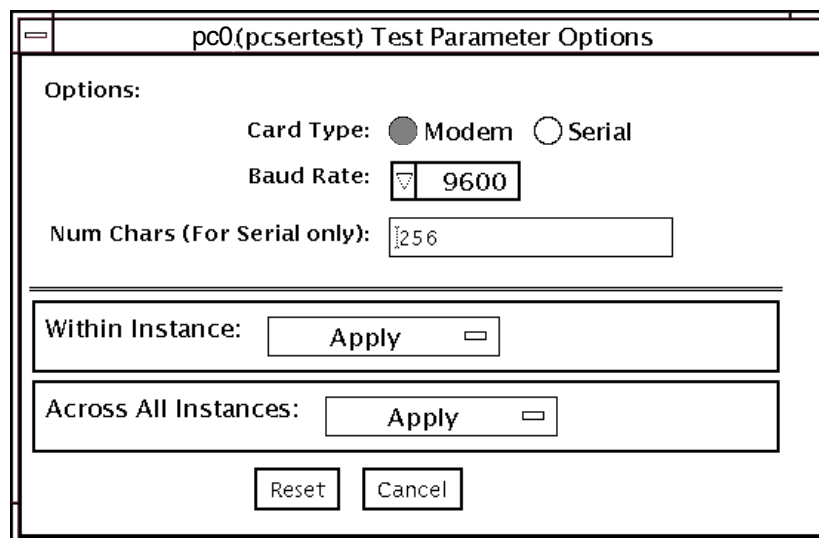 pc0.(pcsertest) Test Parameter Options
Options:
Card Type: Modem Serial
Baud Rate: 9600
Num Chars (For Serial only): 256
Within Instance: Apply
Across All Instances: Apply
Reset Cancel